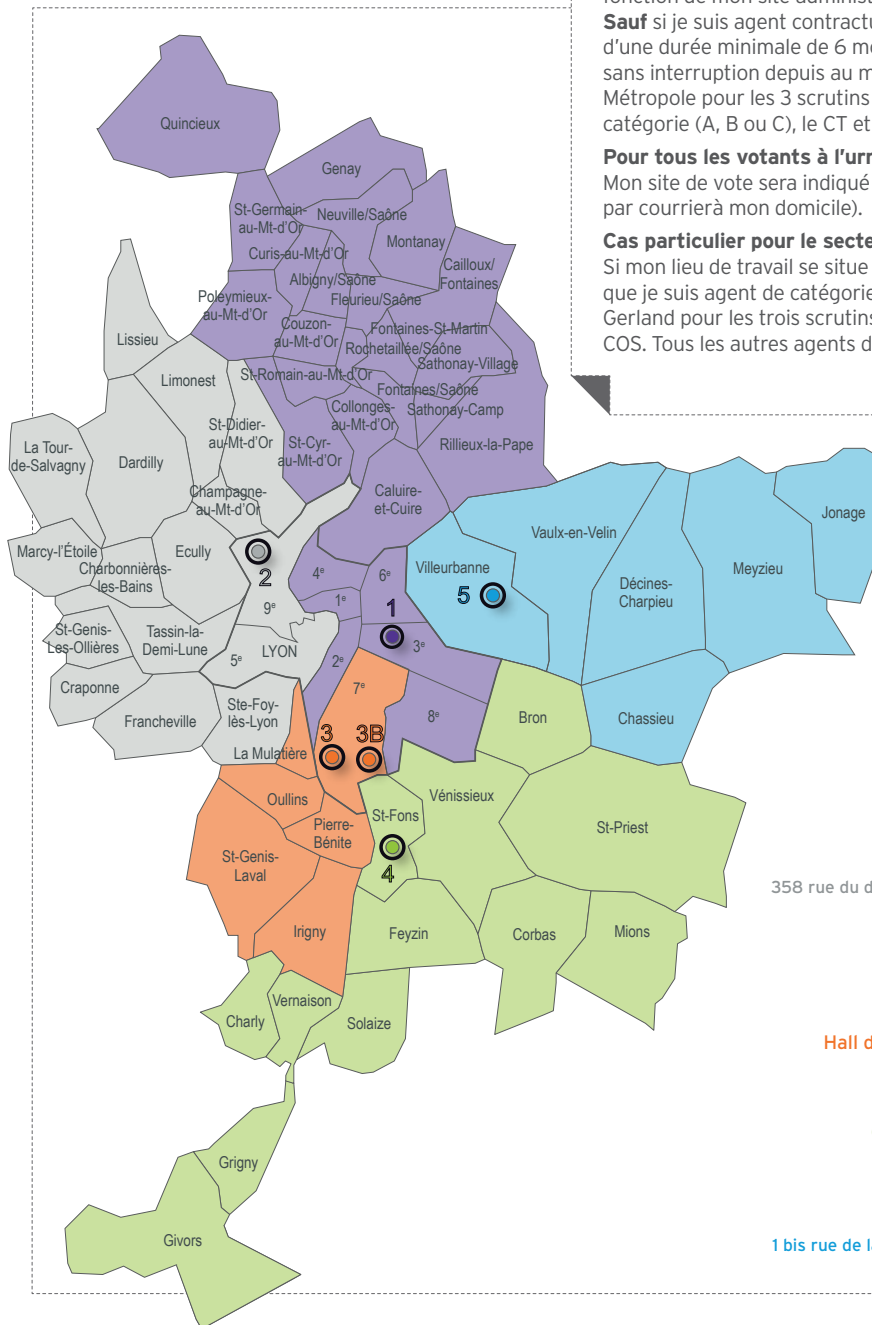 fonction de mon site administ
Sauf si je suis agent contractu
d'une durée minimale de 6 mo
sans interruption depuis au m
Métropole pour les 3 scrutins
catégorie (A, B ou C), le CT et
Pour tous les votants à l'urn
Mon site de vote sera indiqué
par courrierà mon domicile).
Cas particulier pour le secte
Si mon lieu de travail se situe
que je suis agent de catégorie
Gerland pour les trois scrutins
COS. Tous les autres agents d
Quincieux
Genay
St-Germain-
au-Mt-d'Or
Neuville/Saône
Montanay
Curis-au-Mt-d'Or
Albigny/Saône
Cailloux/
Fontaines
Poleymieux-
au-Mt-d'Or
Fleurieu/Saône
Couzon-
au-Mt-d'Or
Fontaines-St-Martin
Rochetaillée/Saône
Sathonay-Village
Lissieu
Limonest
St-Romain-au-Mt-d'Or
Fontaines/Saône
Collonges-
au-Mt-d'Or
Sathonay-Camp
St-Didier-
au-Mt-d'Or
St-Cyr-
au-Mt-d'Or
Rillieux-la-Pape
La Tour-
de-Salvagny
Dardilly
Champagne-
au-Mt-d'Or
Caluire-
et-Cuire
Jonage
Vaulx-en-Velin
Marcy-l'Étoile
Charbonnières-
les-Bains
Ecully
Villeurbanne
Décines-
Charpieu
Meyzieu
2
4e
6e
5
9e
1e
1
St-Genis-
Les-Ollières
Tassin-la-
Demi-Lune
5e
LYON
2e
3e
Craponne
7e
Francheville
Ste-Foy-
lès-Lyon
8e
Bron
Chassieu
3
3B
La Mulatière
Oullins
Vénissieux
St-Fons
Pierre-
Bénite
St-Priest
St-Genis-
Laval
4
358 rue du d
Irigny
Feyzin
Corbas
Mions
Vernaison
Charly
Solaize
Hall d
Grigny
Givors
1 bis rue de l